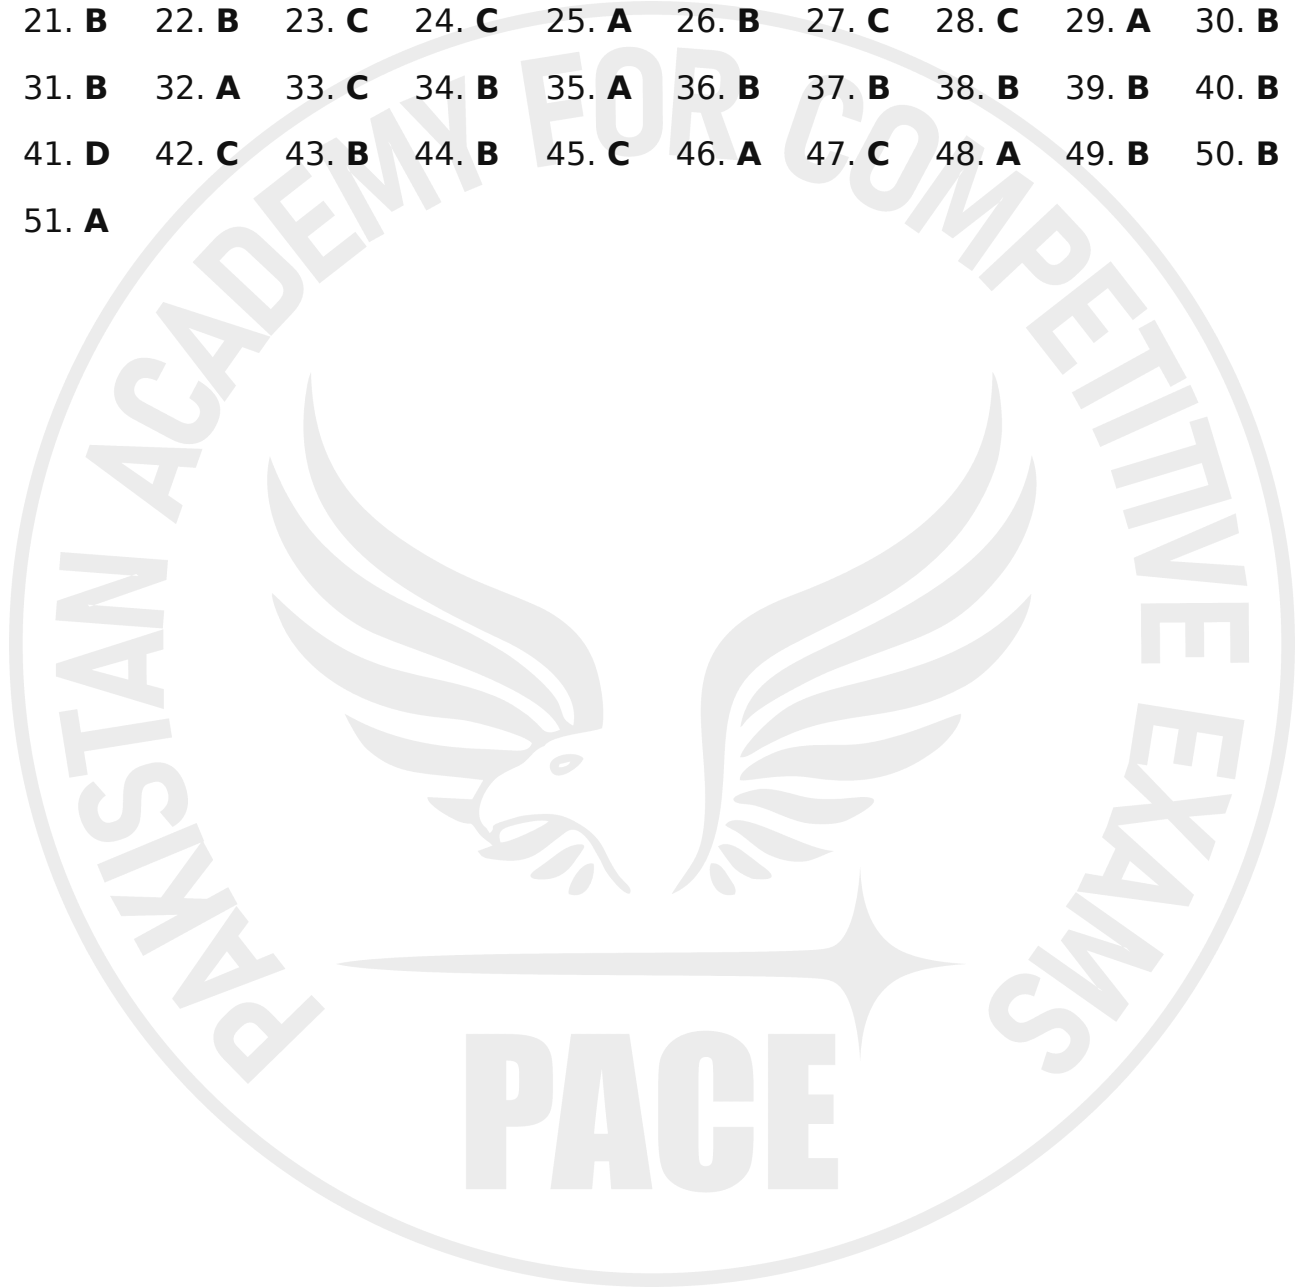 21. B 22. B 23. C 24. C 25. A 26. B 27. C 28. C 29. A 30. B
31. B 32. A 33. C 34. B 35. A 36. B 37. B 38. B 39. B 40. B
41. D 42. C 43. B 44. B 45. C 46. A 47. C 48. A 49. B 50. B
51. A
PAKISTAN ACADEMY FOR COMPETITIVE EXAMS
PACE